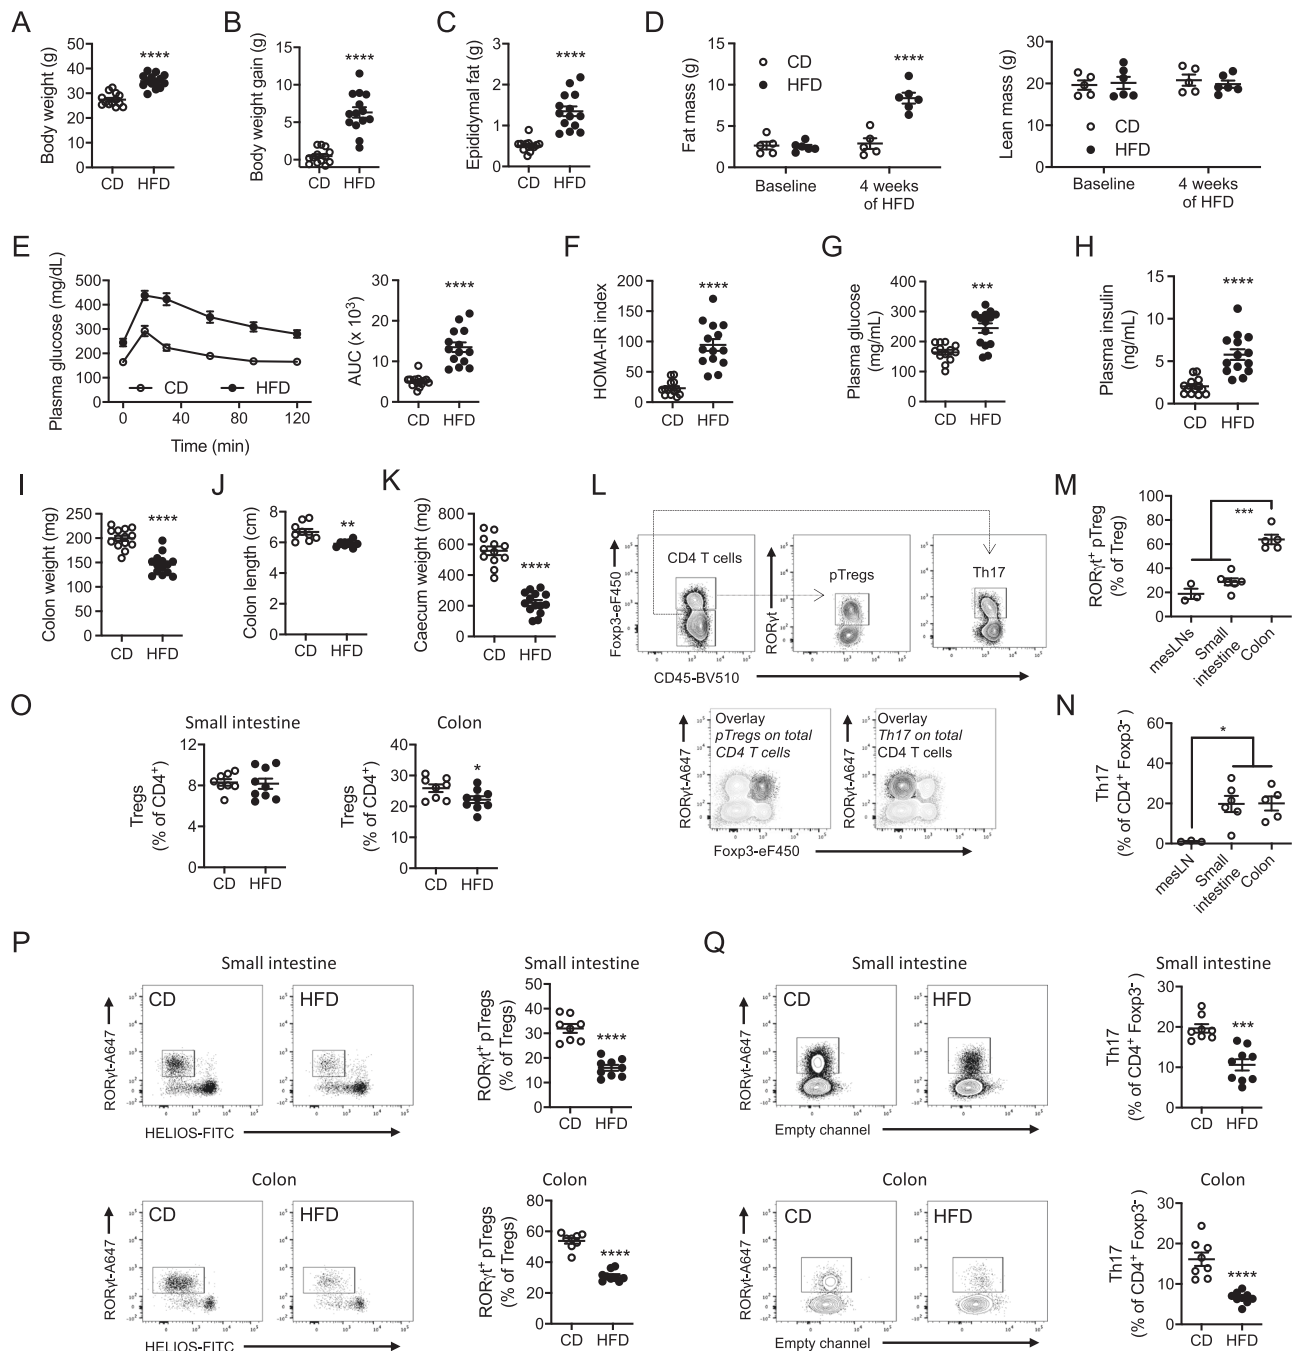 A
Body weight (g)
50
40
30
20
10
0
****
CD
HFD
B
Body weight gain (g)
15
10
5
0
****
CD
HFD
C
Epididymal fat (g)
3
2
1
0
****
CD
HFD
D
Fat mass (g)
15
10
5
0
CD
HFD
****
Baseline
4 weeks
of HFD
Lean mass (g)
30
20
10
0
CD
HFD
Baseline
4 weeks
of HFD
E
Plasma glucose (mg/dL)
500
400
300
200
100
0
CD
HFD
0
40
80
120
Time (min)
AUC (x 10³)
30
20
10
0
****
CD
HFD
F
HOMA-IR index
200
150
100
50
0
****
CD
HFD
G
Plasma glucose
(mg/mL)
400
300
200
100
0
***
CD
HFD
H
Plasma insulin
(ng/mL)
15
10
5
0
****
CD
HFD
I
Colon weight (mg)
250
200
150
100
50
0
****
CD
HFD
J
Colon length (cm)
8
6
4
2
0
**
CD
HFD
K
Caecum weight (mg)
800
600
400
200
0
****
CD
HFD
L
Foxp3-eF450
CD4 T cells
RORγt
pTregs
Th17
CD45-BV510
RORγt-A647
Overlay
pTregs on total
CD4 T cells
RORγt-A647
Overlay
Th17 on total
CD4 T cells
Foxp3-eF450
M
RORγt⁺ pTreg
(% of Treg)
100
80
60
40
20
0
***
mesLNs
Small
intestine
Colon
N
Th17
(% of CD4⁺ Foxp3⁻)
60
40
20
0
*
mesLN
Small
intestine
Colon
O
Small intestine
Tregs
(% of CD4⁺)
12
8
4
0
CD
HFD
Colon
Tregs
(% of CD4⁺)
40
30
20
10
0
*
CD
HFD
P
Small intestine
RORγt-A647
CD
HFD
HELIOS-FITC
Small intestine
RORγt⁺ pTregs
(% of Tregs)
50
40
30
20
10
0
****
CD
HFD
Colon
RORγt-A647
CD
HFD
HELIOS-FITC
Colon
RORγt⁺ pTregs
(% of Tregs)
80
60
40
20
0
****
CD
HFD
Q
Small intestine
RORγt-A647
CD
HFD
Empty channel
Small intestine
Th17
(% of CD4⁺ Foxp3⁻)
30
20
10
0
***
CD
HFD
Colon
RORγt-A647
CD
HFD
Empty channel
Colon
Th17
(% of CD4⁺ Foxp3⁻)
30
20
10
0
****
CD
HFD